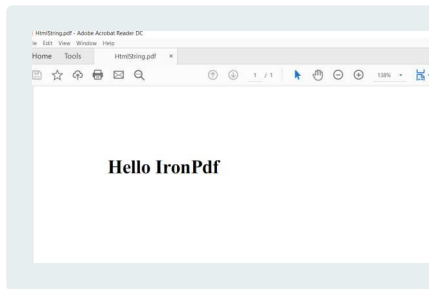 HtmlString.pdf - Adobe Acrobat Reader DC
Edit View Window Help
Home Tools HtmlString.pdf ×
1 / 1 138%
Hello IronPdf